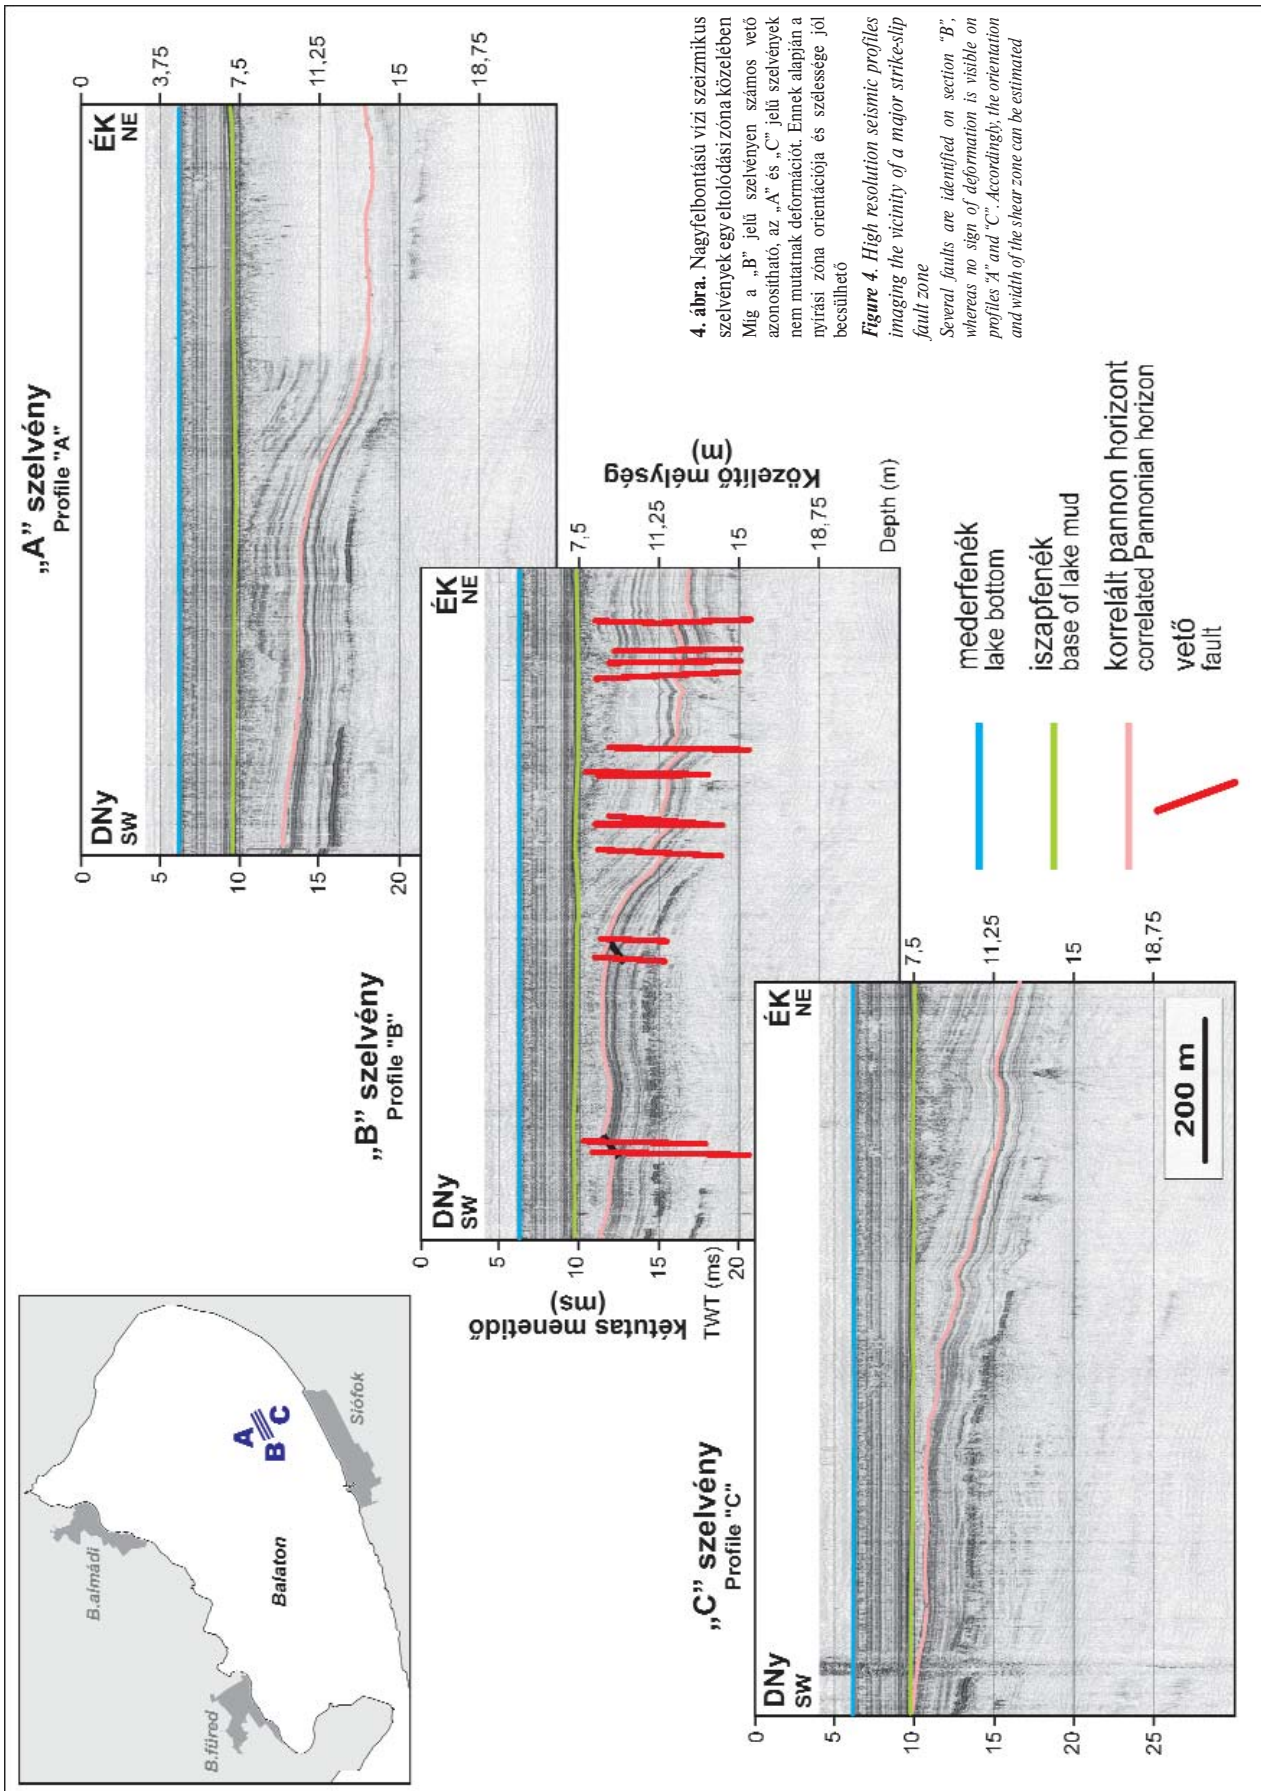 B.almádi
B.füred
Balaton
Siófok
A
B
C
„A” szelvény
Profile "A"
DNy
SW
ÉK
NE
0
5
10
15
20
0
3,75
7,5
11,25
15
18,75
„B” szelvény
Profile "B"
DNy
SW
ÉK
NE
kétutas menetidő
(ms)
TWT (ms)
0
5
10
15
20
7,5
11,25
15
18,75
Közelítő mélység
(m)
Depth (m)
„C” szelvény
Profile "C"
DNy
SW
ÉK
NE
0
5
10
15
20
25
7,5
11,25
15
18,75
200 m
mederfenék
lake bottom
iszapfenék
base of lake mud
korrelált pannon horizont
correlated Pannonian horizon
vető
fault
4. ábra. Nagyfelbontású vízi szeizmikus
szelvények egy eltolódási zóna közelében
Míg a „B” jelű szelvényen számos vető
azonosítható, az „A” és „C” jelű szelvények
nem mutatnak deformációt. Ennek alapján a
nyírási zóna orientációja és szélessége jól
becsülhető
Figure 4. High resolution seismic profiles
imaging the vicinity of a major strike-slip
fault zone
Several faults are identified on section "B",
whereas no sign of deformation is visible on
profiles "A" and "C". Accordingly, the orientation
and width of the shear zone can be estimated